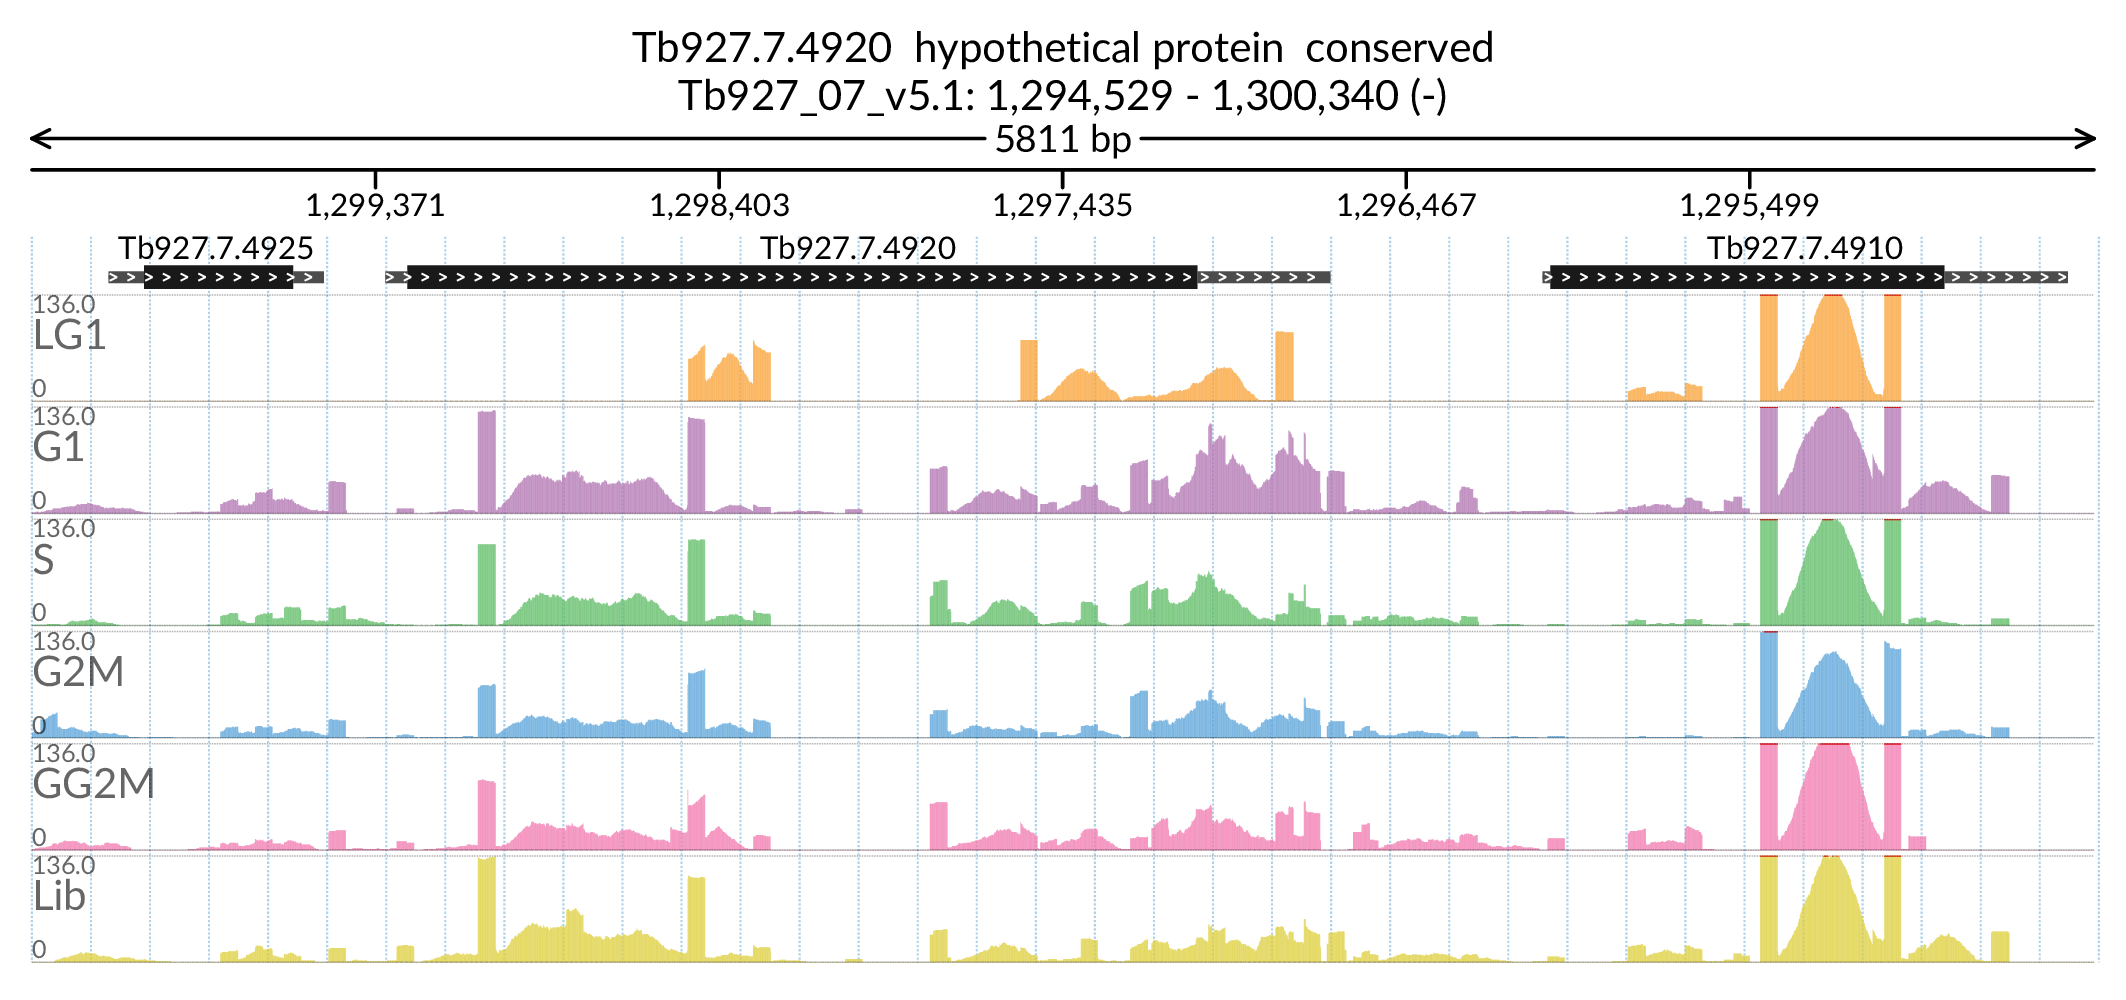 Tb927.7.4920  hypothetical protein  conserved
Tb927_07_v5.1: 1,294,529 - 1,300,340 (-)
5811 bp
1,299,371 1,298,403 1,297,435 1,296,467 1,295,499
Tb927.7.4925 Tb927.7.4920 Tb927.7.4910
136.0
LG1
0
136.0
G1
0
136.0
S
0
136.0
G2M
0
136.0
GG2M
0
136.0
Lib
0